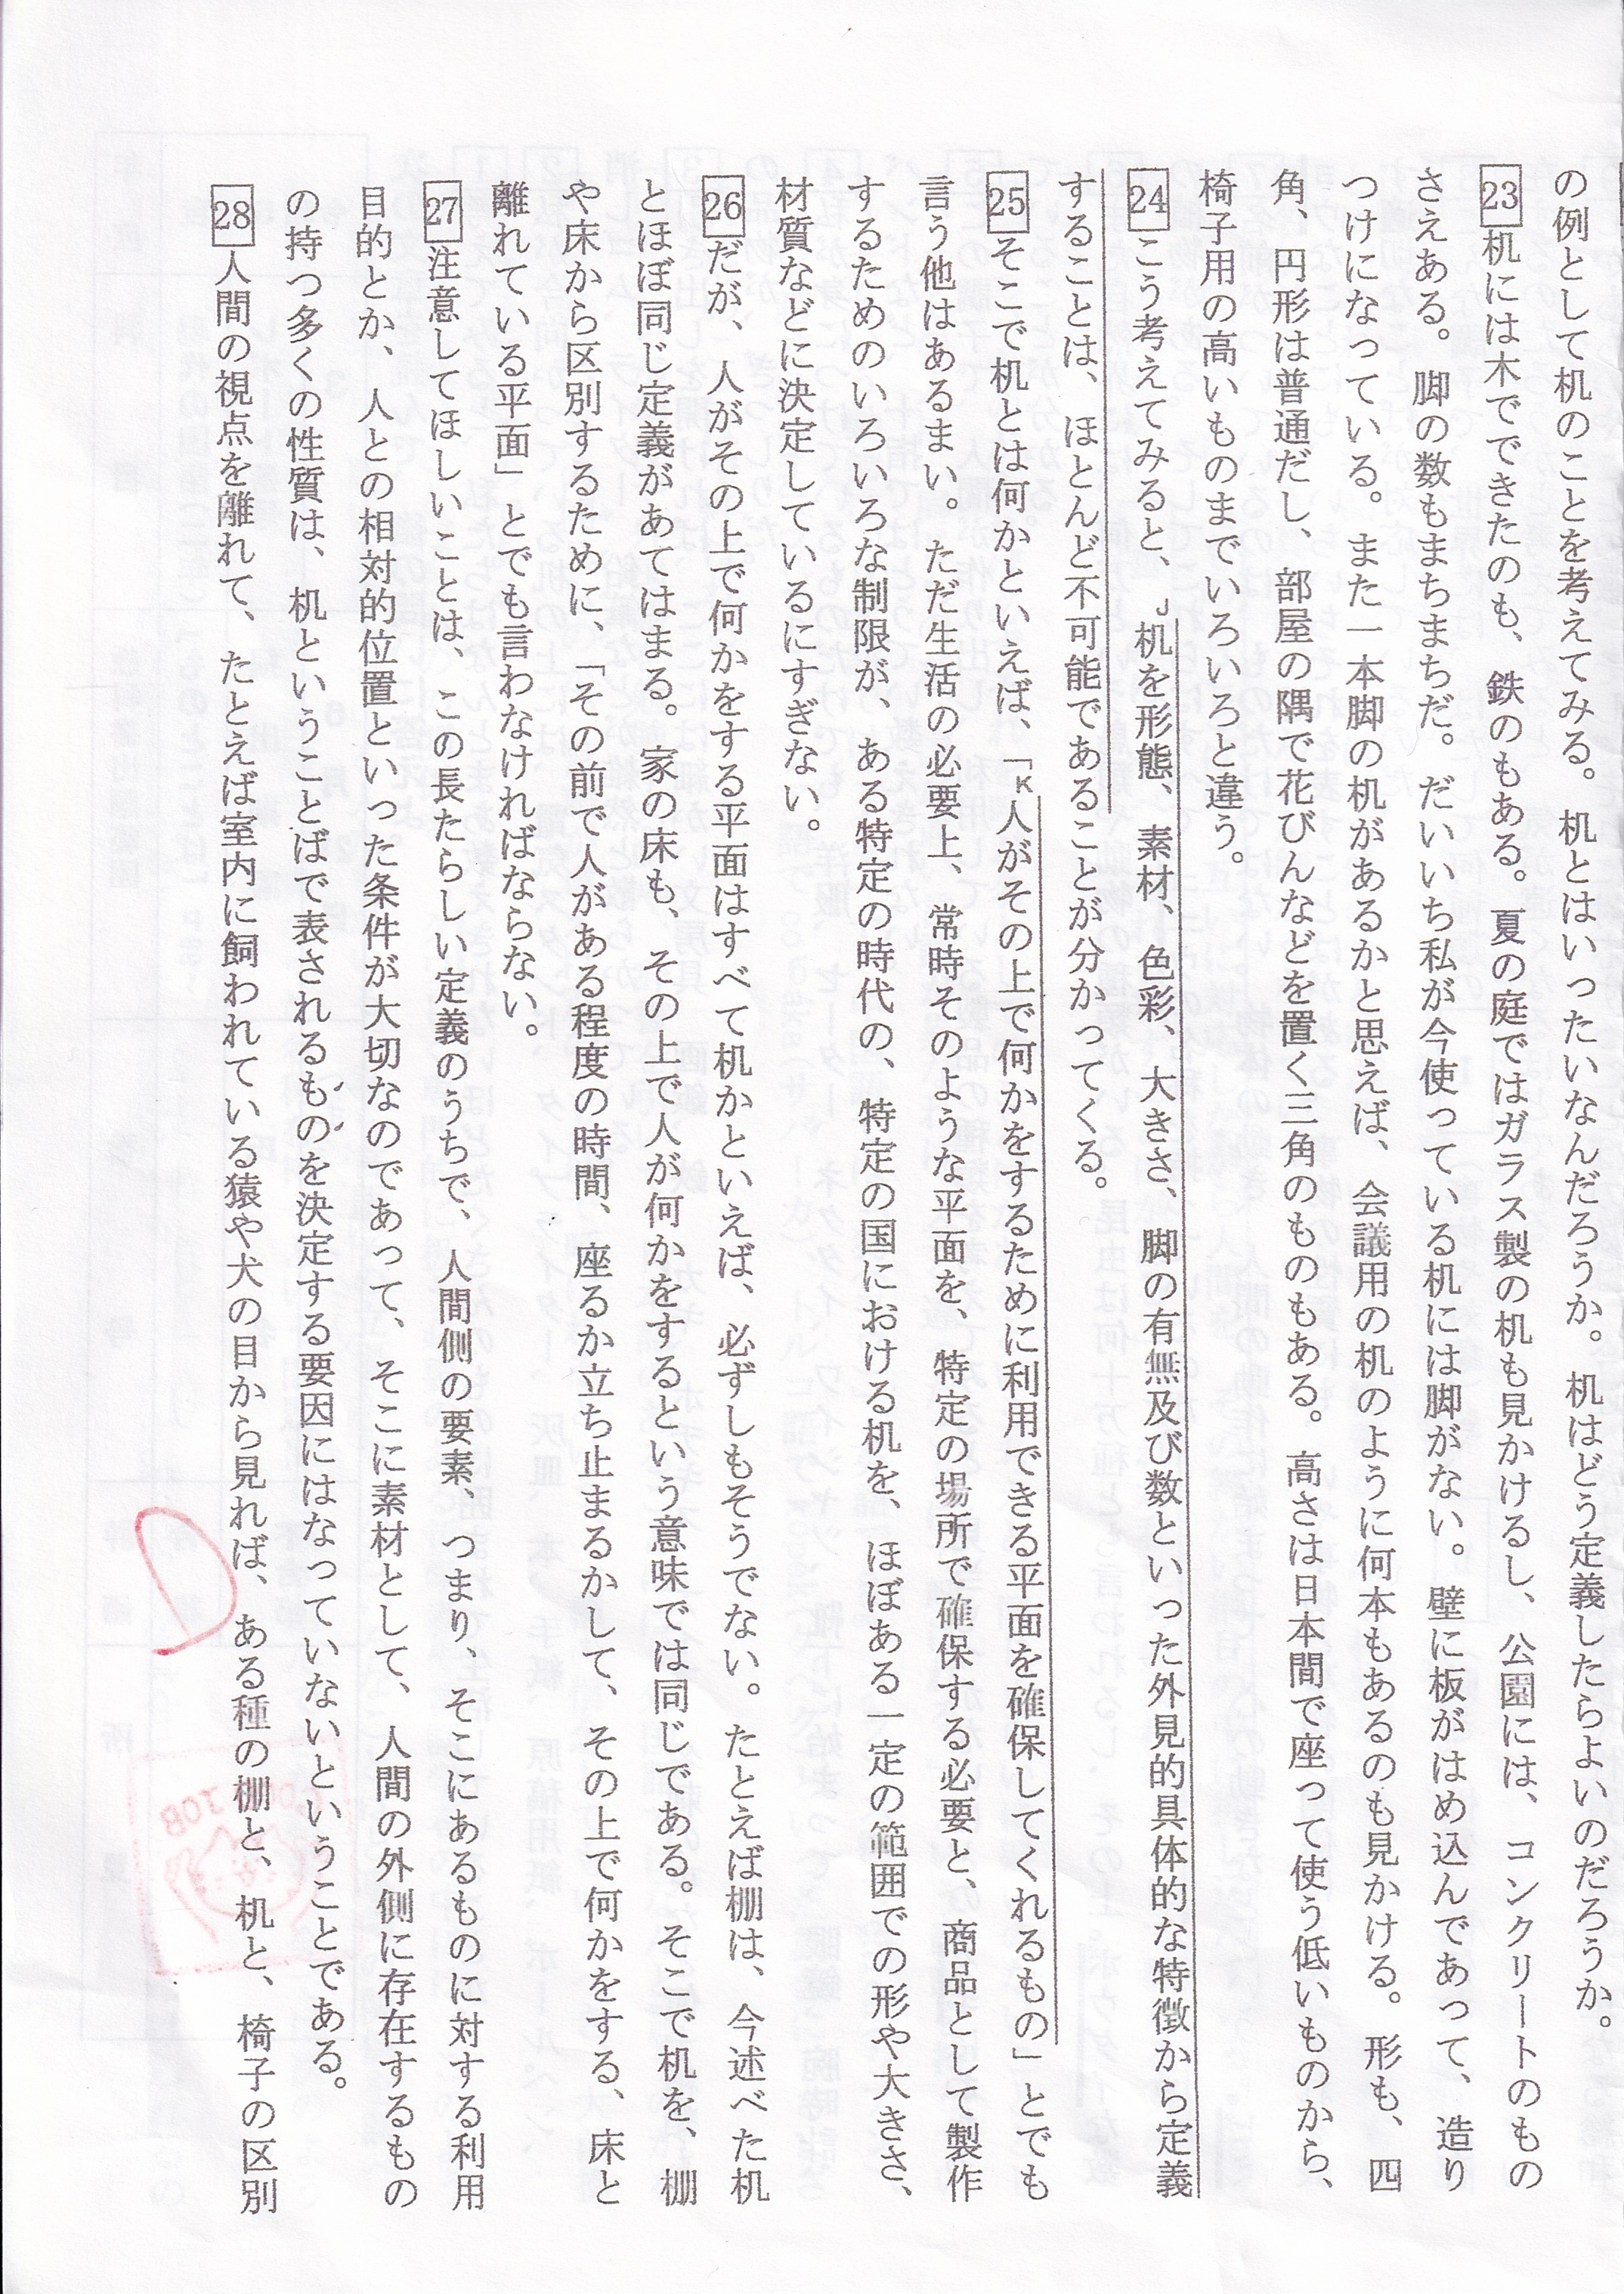 の例として机のことを考えてみる。机とはいったいなんだろうか。机はどう定義したらよいのだろうか。
23机には木でできたのも、鉄のもある。夏の庭ではガラス製の机も見かけるし、公園には、コンクリートのもの
さえある。脚の数もまちまちだ。だいいち私が今使っている机には脚がない。壁に板がはめ込んであって、造り
つけになっている。また一本脚の机があるかと思えば、会議用の机のように何本もあるのも見かける。形も、四
角、円形は普通だし、部屋の隅で花びんなどを置く三角のものもある。高さは日本間で座って使う低いものから、
椅子用の高いものまでいろいろと違う。
24こう考えてみると、J机を形態、素材、色彩、大きさ、脚の有無及び数といった外見的具体的な特徴から定義
することは、ほとんど不可能であることが分かってくる。
25そこで机とは何かといえば、「K人がその上で何かをするために利用できる平面を確保してくれるもの」とでも
言う他はあるまい。ただ生活の必要上、常時そのような平面を、特定の場所で確保する必要と、商品として製作
するためのいろいろな制限が、ある特定の時代の、特定の国における机を、ほぼある一定の範囲での形や大きさ、
材質などに決定しているにすぎない。
26だが、人がその上で何かをする平面はすべて机かといえば、必ずしもそうでない。たとえば棚は、今述べた机
とほぼ同じ定義があてはまる。家の床も、その上で人が何かをするという意味では同じである。そこで机を、棚
や床から区別するために、「その前で人がある程度の時間、座るか立ち止まるかして、その上で何かをする、床と
離れている平面」とでも言わなければならない。
27注意してほしいことは、この長たらしい定義のうちで、人間側の要素、つまり、そこにあるものに対する利用
目的とか、人との相対的位置といった条件が大切なのであって、そこに素材として、人間の外側に存在するもの
の持つ多くの性質は、机ということばで表されるものを決定する要因にはなっていないということである。
28人間の視点を離れて、たとえば室内に飼われている猿や犬の目から見れば、ある種の棚と、机と、椅子の区別